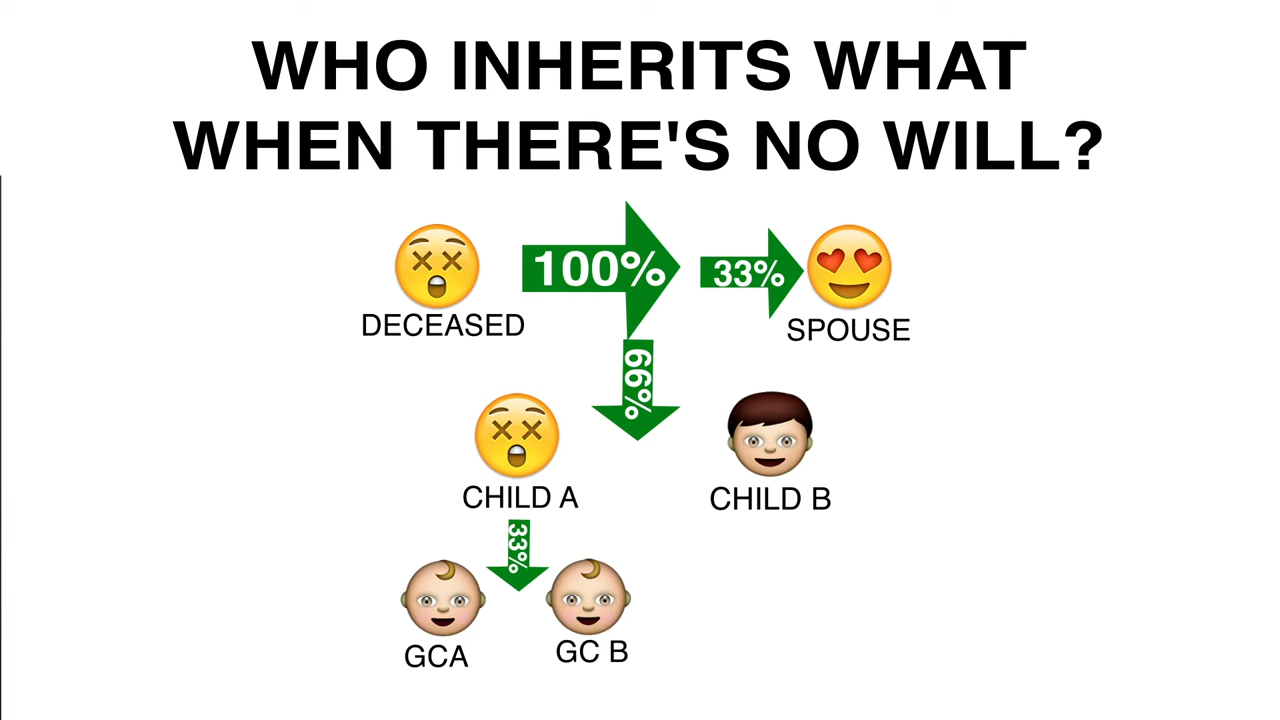 WHO INHERITS WHAT
WHEN THERE'S NO WILL?
100%
33%
DECEASED
SPOUSE
66%
CHILD A
CHILD B
33%
GCA
GC B